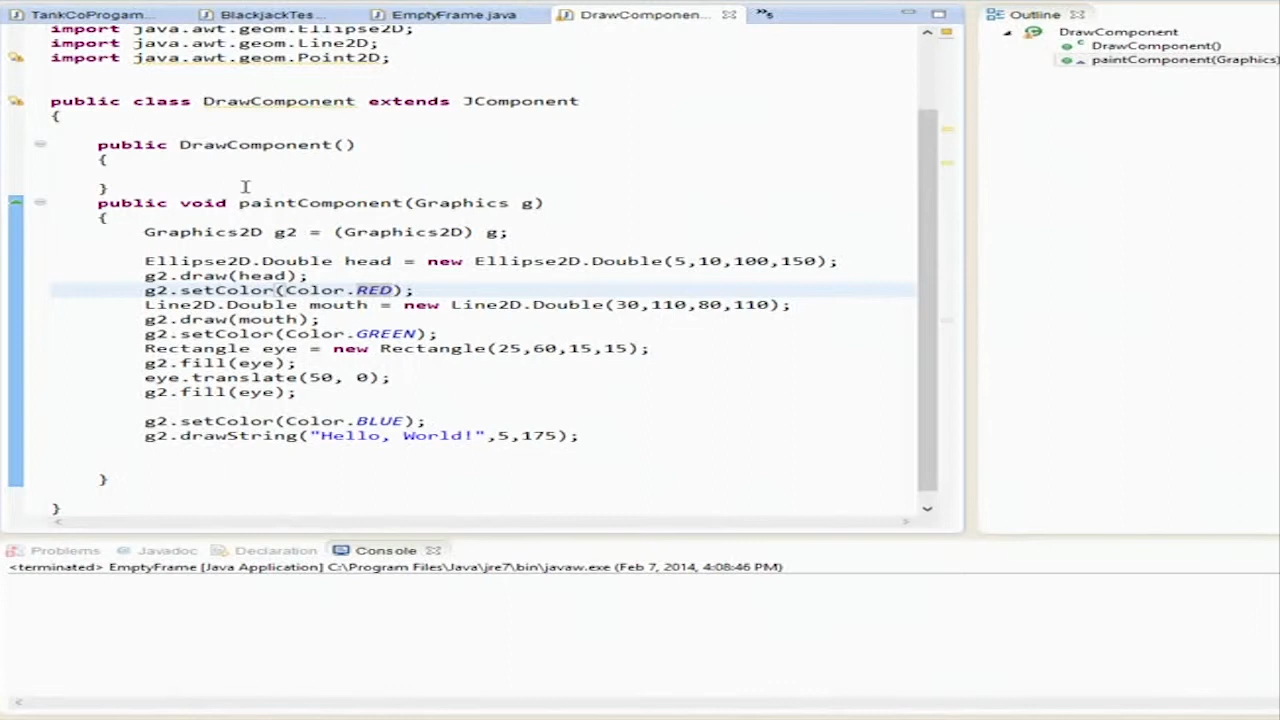 TankCoProgam... BlackjackTes... EmptyFrame.java DrawComponen... »5 Outline
import java.awt.geom.Ellipse2D;
import java.awt.geom.Line2D;
import java.awt.geom.Point2D;
public class DrawComponent extends JComponent
{
public DrawComponent()
{
}
public void paintComponent(Graphics g)
{
Graphics2D g2 = (Graphics2D) g;
Ellipse2D.Double head = new Ellipse2D.Double(5,10,100,150);
g2.draw(head);
g2.setColor(Color.RED);
Line2D.Double mouth = new Line2D.Double(30,110,80,110);
g2.draw(mouth);
g2.setColor(Color.GREEN);
Rectangle eye = new Rectangle(25,60,15,15);
g2.fill(eye);
eye.translate(50, 0);
g2.fill(eye);
g2.setColor(Color.BLUE);
g2.drawString("Hello, World!",5,175);
}
}
DrawComponent
DrawComponent()
paintComponent(Graphics)
Problems Javadoc Declaration Console
<terminated> EmptyFrame [Java Application] C:\Program Files\Java\jre7\bin\javaw.exe (Feb 7, 2014, 4:08:46 PM)